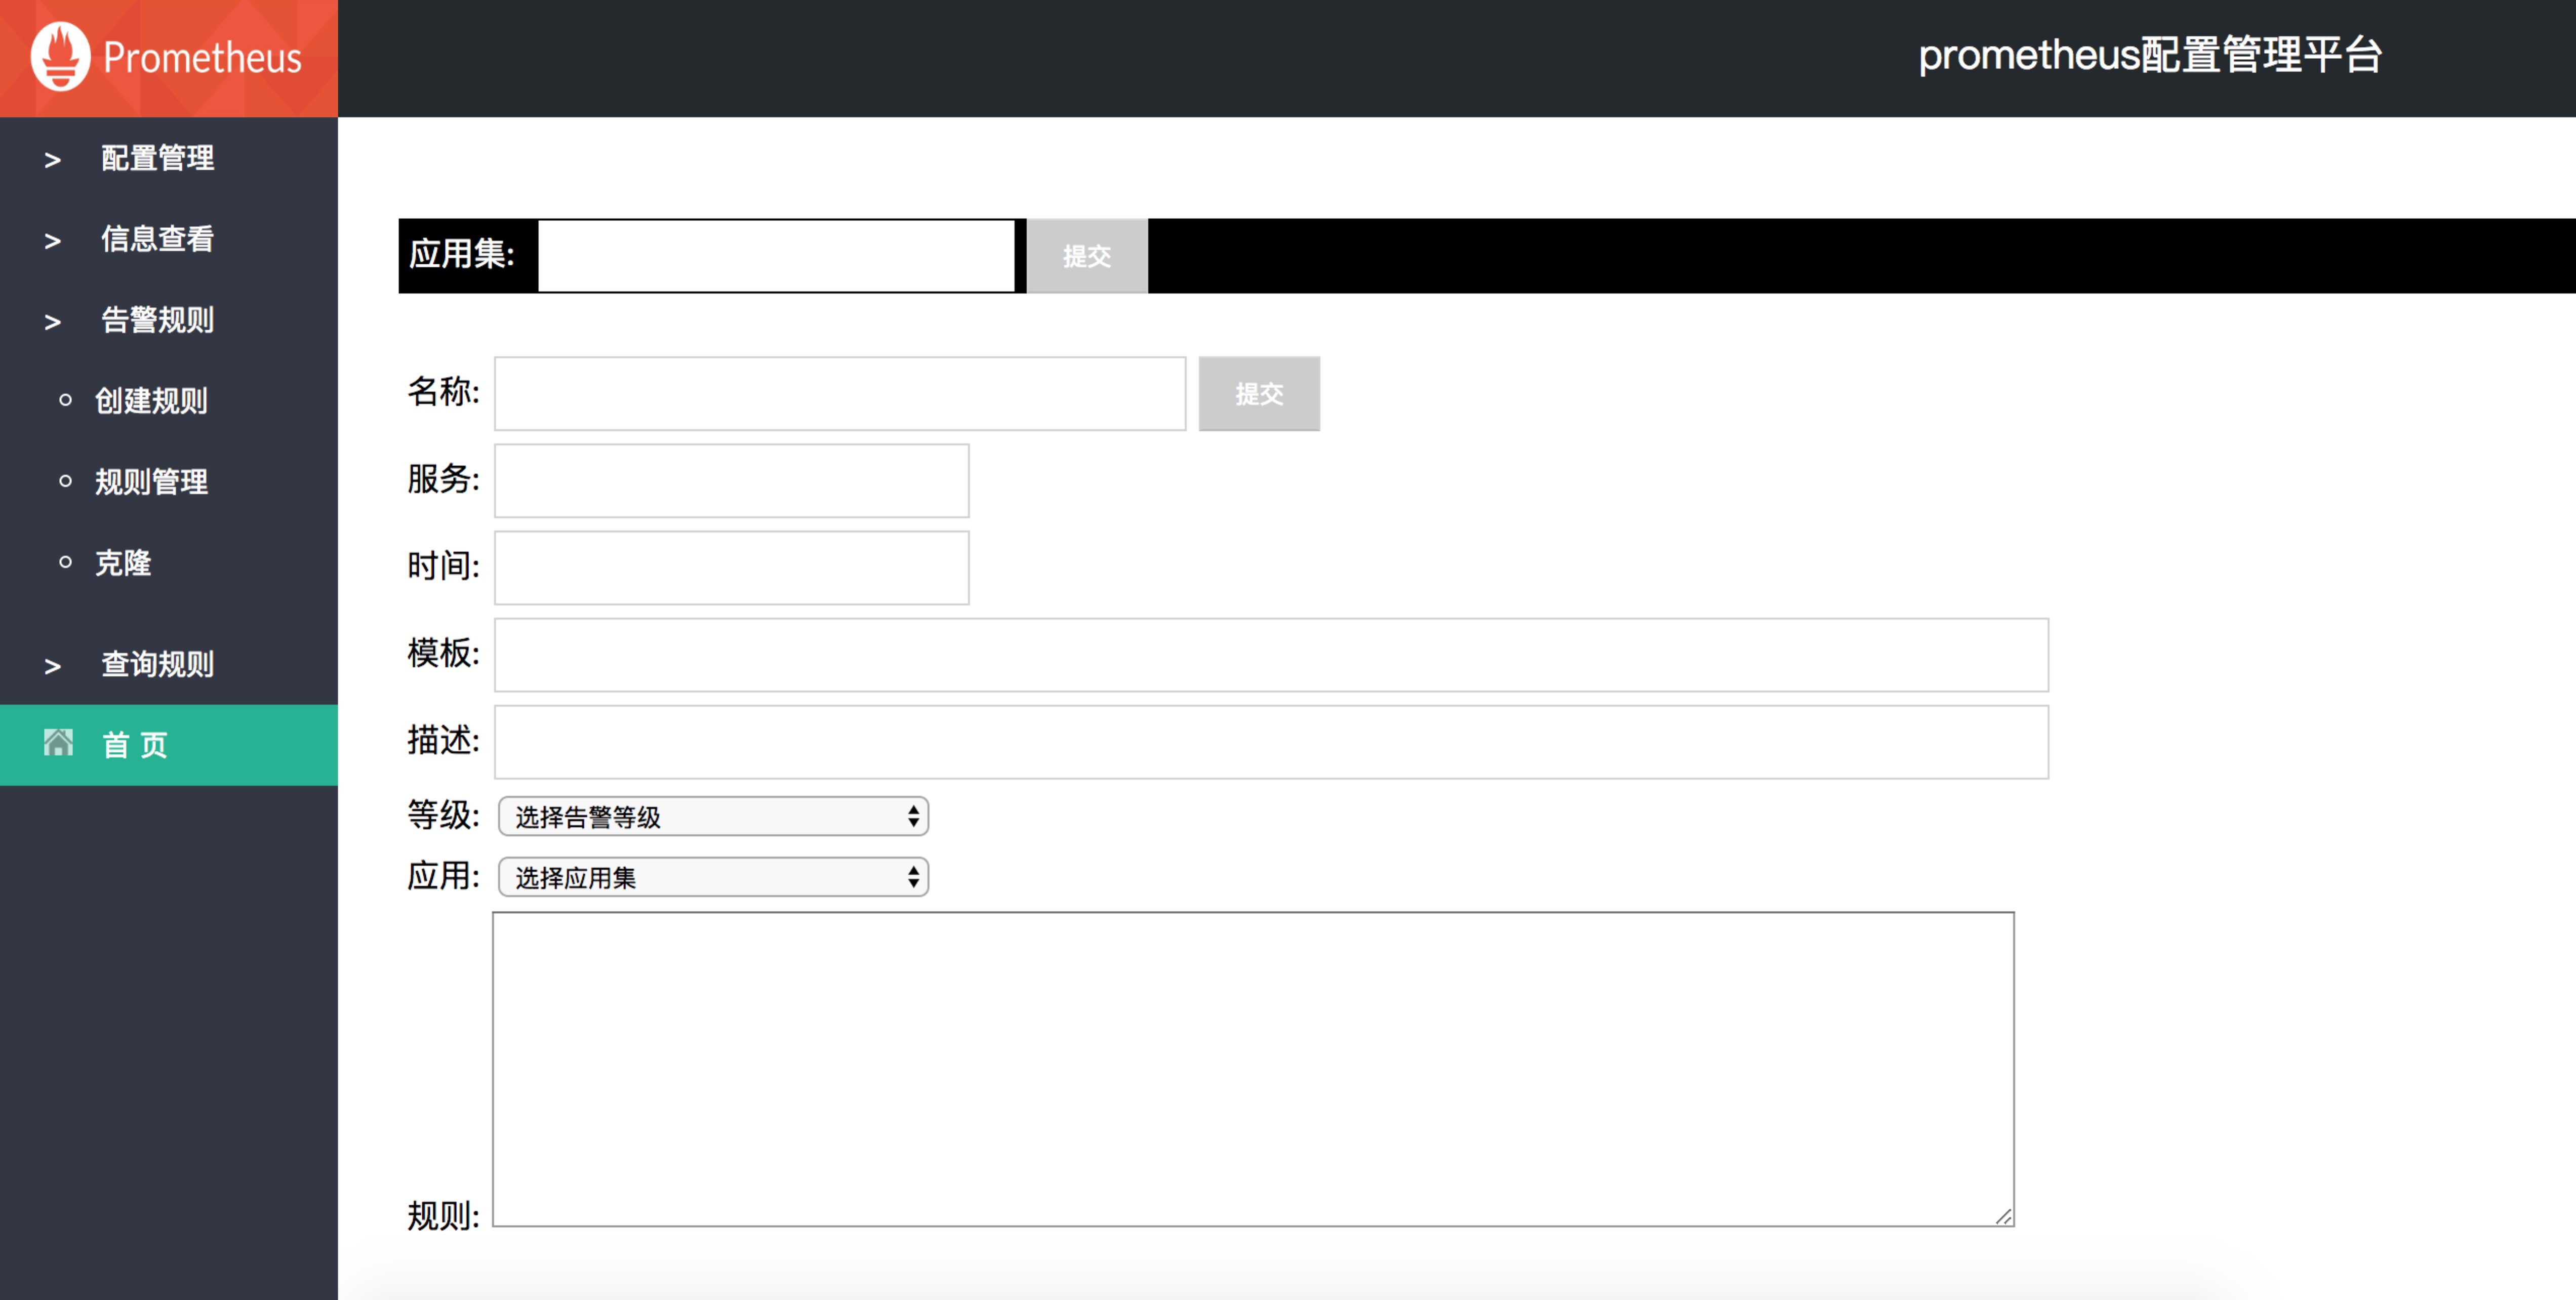 Prometheus
prometheus配置管理平台
> 配置管理
> 信息查看
> 告警规则
创建规则
规则管理
克隆
> 查询规则
首 页
应用集: 提交
名称: 提交
服务:
时间:
模板:
描述:
等级: 选择告警等级
应用: 选择应用集
规则: